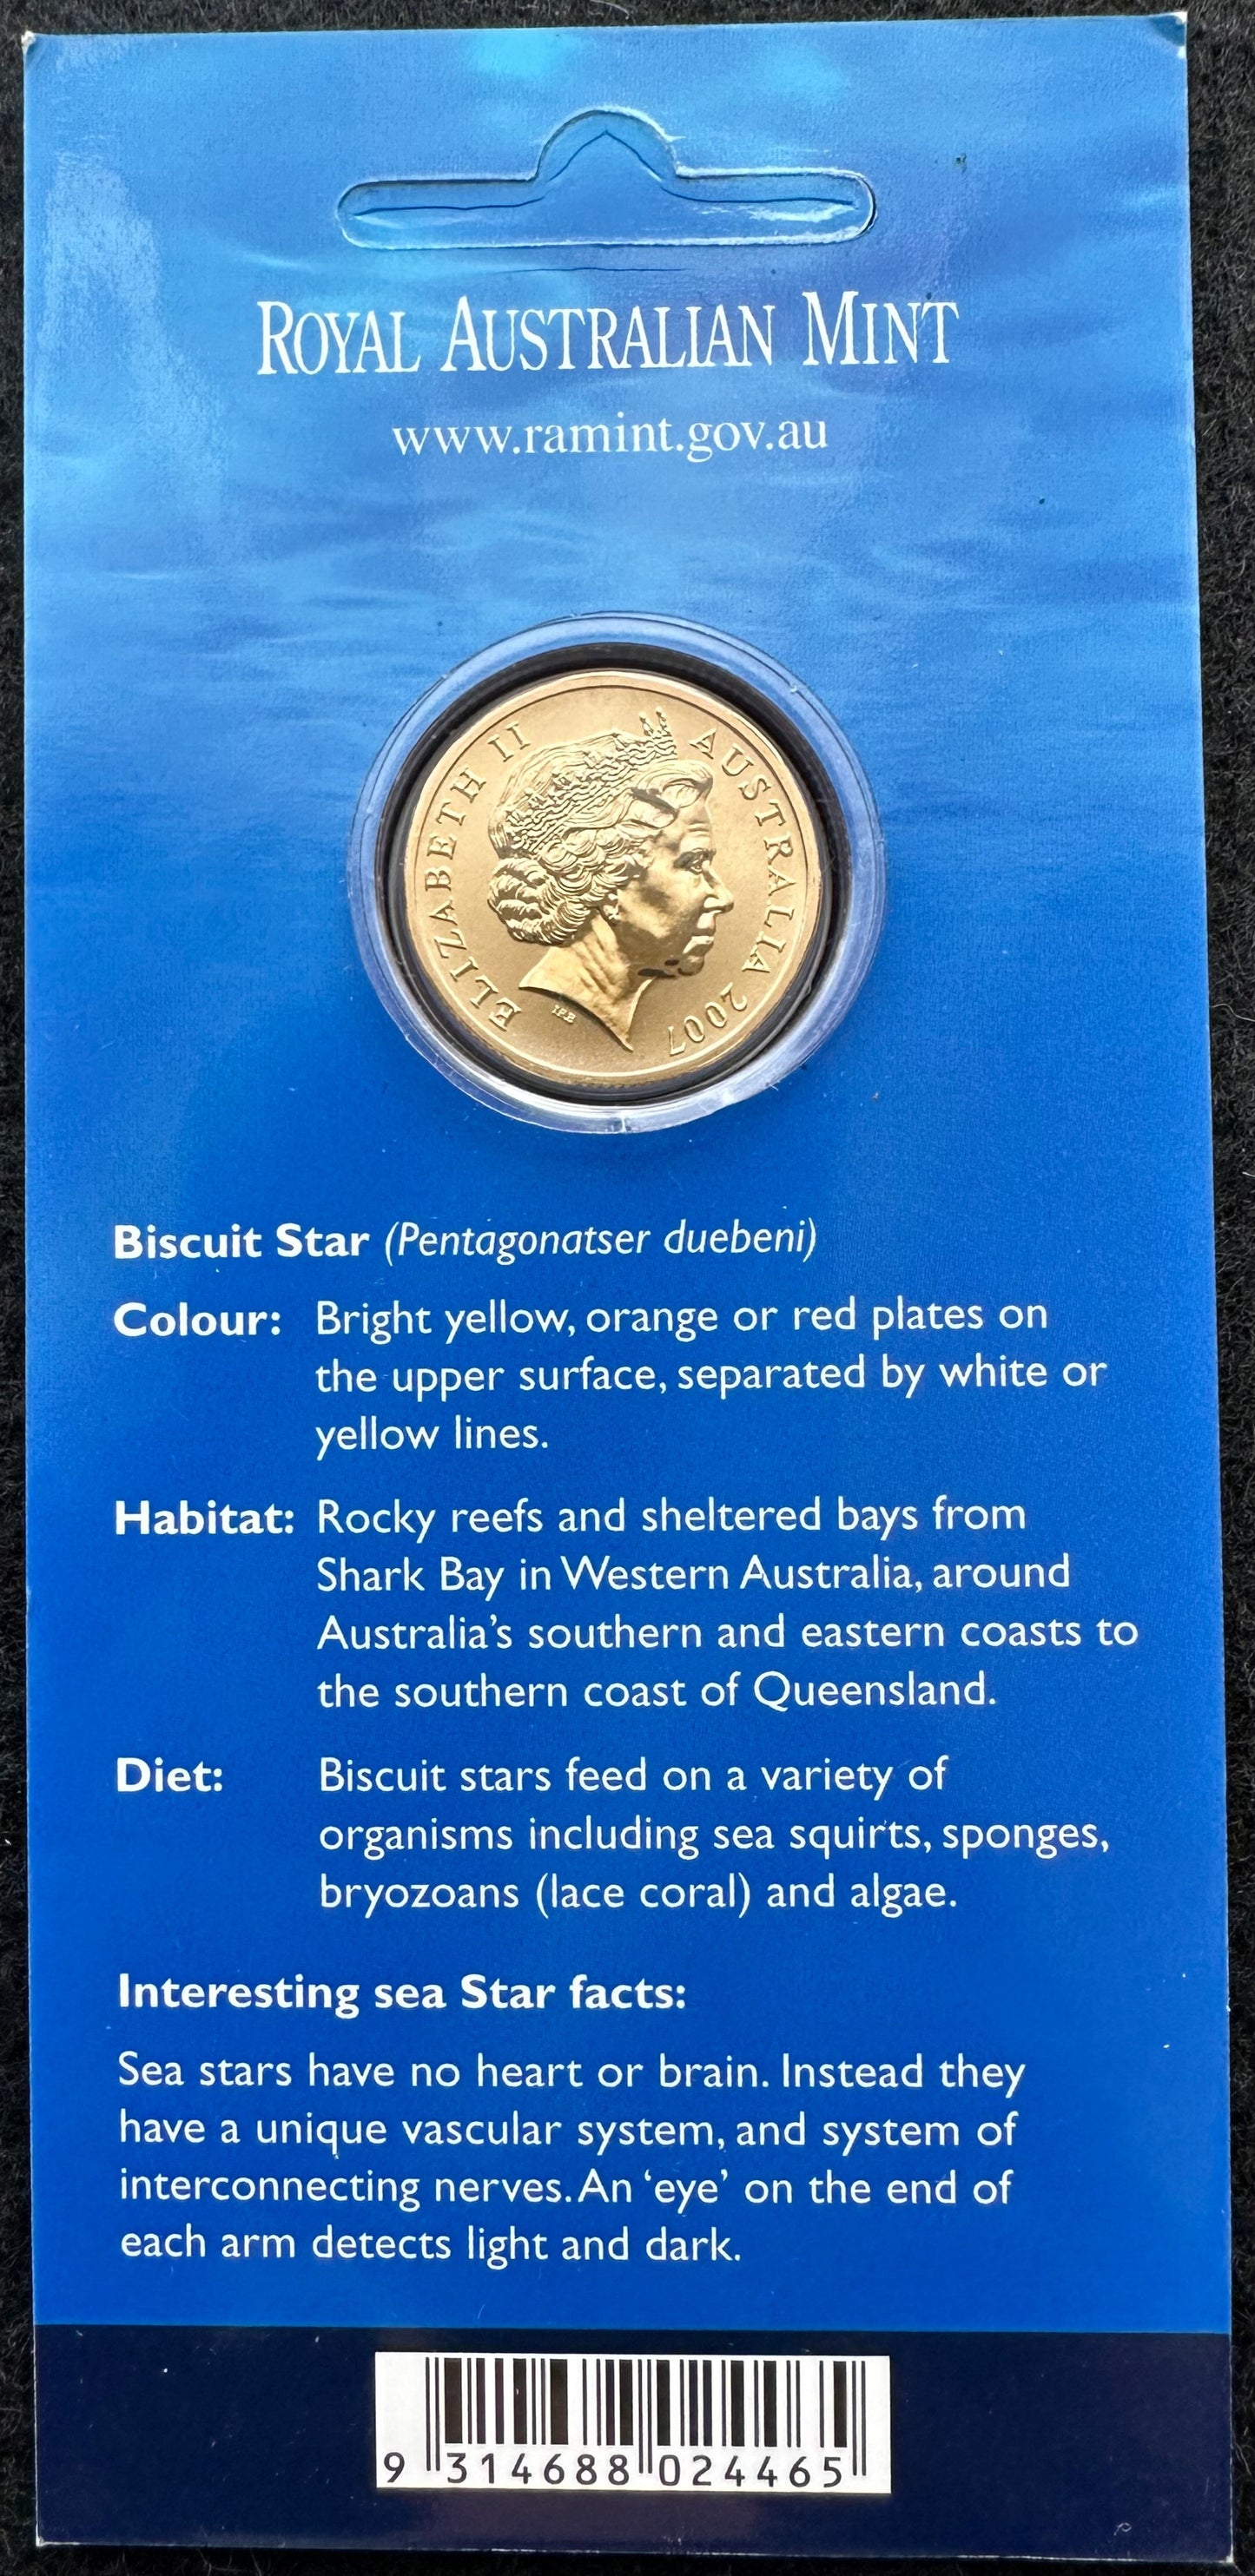 ROYAL AUSTRALIAN MINT
www.ramint.gov.au
ELIZABETH II AUSTRALIA 2007
IRB
Biscuit Star (Pentagonatser duebeni)
Colour: Bright yellow, orange or red plates on
the upper surface, separated by white or
yellow lines.
Habitat: Rocky reefs and sheltered bays from
Shark Bay in Western Australia, around
Australia's southern and eastern coasts to
the southern coast of Queensland.
Diet: Biscuit stars feed on a variety of
organisms including sea squirts, sponges,
bryozoans (lace coral) and algae.
Interesting sea Star facts:
Sea stars have no heart or brain. Instead they
have a unique vascular system, and system of
interconnecting nerves. An 'eye' on the end of
each arm detects light and dark.
9 314688 024465